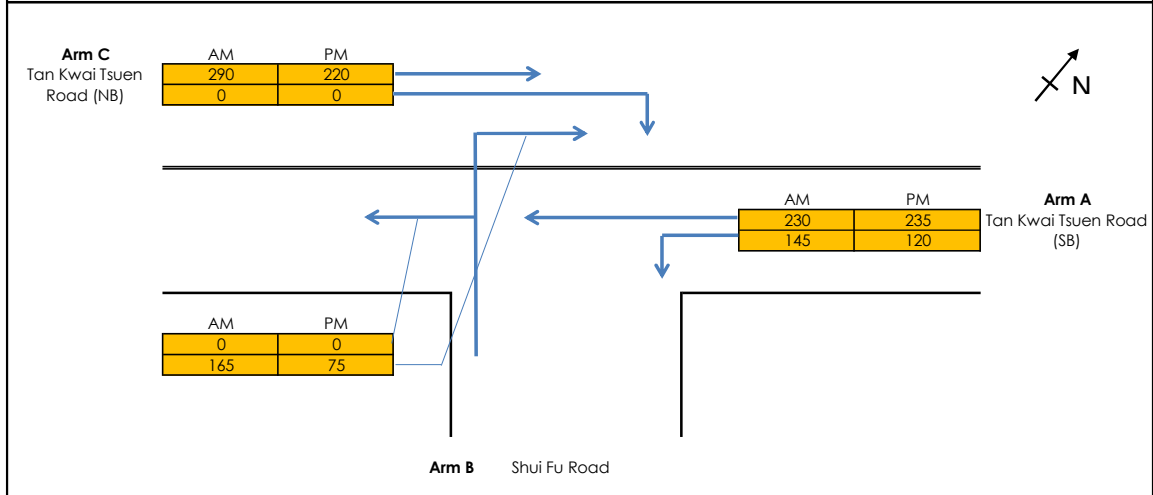 Arm C
Tan Kwai Tsuen
Road (NB)
AM PM
290 220
0 0
N
AM PM
230 235
145 120
Arm A
Tan Kwai Tsuen Road
(SB)
AM PM
0 0
165 75
Arm B Shui Fu Road